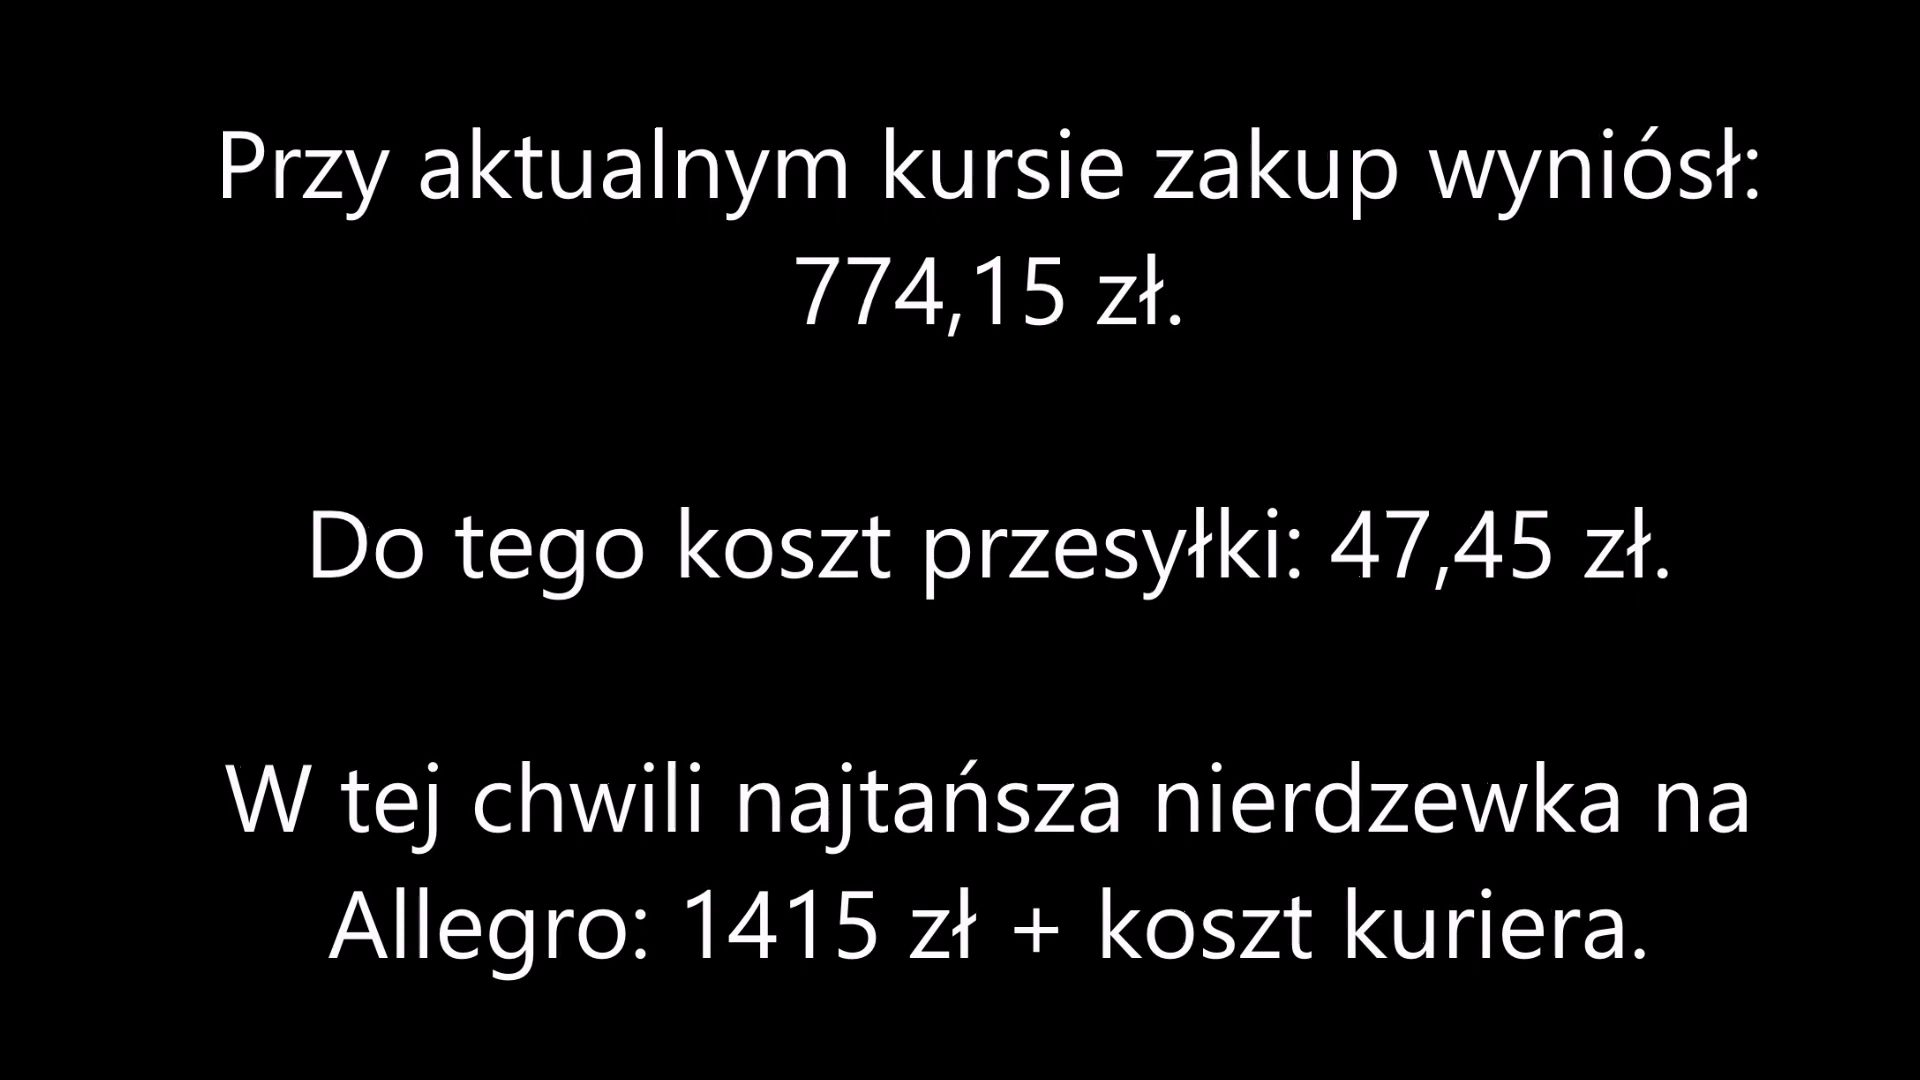 Przy aktualnym kursie zakup wyniósł:
774,15 zł.
Do tego koszt przesyłki: 47,45 zł.
W tej chwili najtańsza nierdzewka na
Allegro: 1415 zł + koszt kuriera.